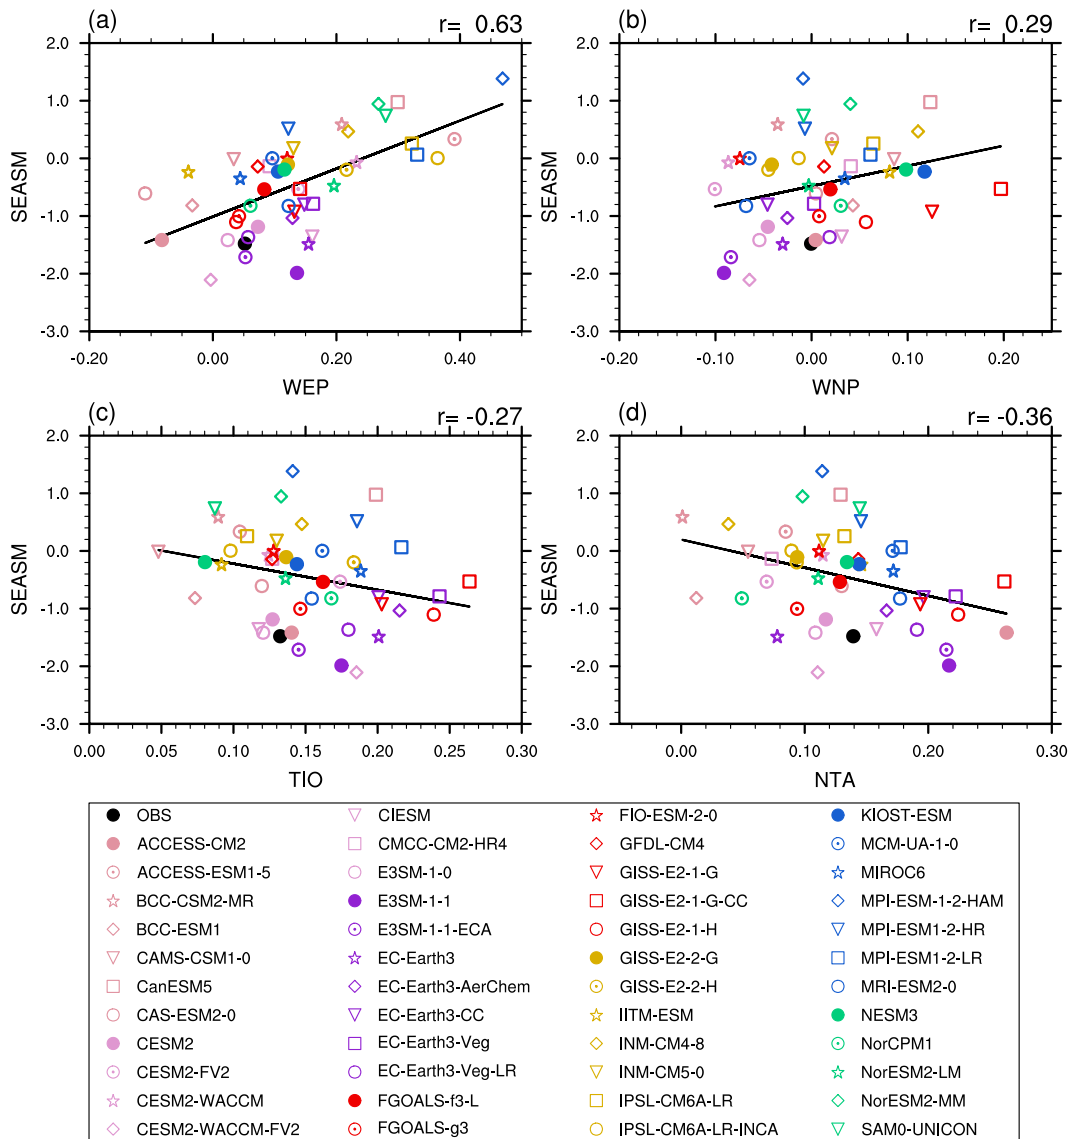 (a) r= 0.63
2.0
1.0
0.0
-1.0
-2.0
-3.0
SEASM
-0.20 0.00 0.20 0.40
WEP
(b) r= 0.29
2.0
1.0
0.0
-1.0
-2.0
-3.0
SEASM
-0.20 -0.10 0.00 0.10 0.20
WNP
(c) r= -0.27
2.0
1.0
0.0
-1.0
-2.0
-3.0
SEASM
0.00 0.05 0.10 0.15 0.20 0.25 0.30
TIO
(d) r= -0.36
2.0
1.0
0.0
-1.0
-2.0
-3.0
SEASM
0.00 0.10 0.20 0.30
NTA
OBS
ACCESS-CM2
ACCESS-ESM1-5
BCC-CSM2-MR
BCC-ESM1
CAMS-CSM1-0
CanESM5
CAS-ESM2-0
CESM2
CESM2-FV2
CESM2-WACCM
CESM2-WACCM-FV2
CIESM
CMCC-CM2-HR4
E3SM-1-0
E3SM-1-1
E3SM-1-1-ECA
EC-Earth3
EC-Earth3-AerChem
EC-Earth3-CC
EC-Earth3-Veg
EC-Earth3-Veg-LR
FGOALS-f3-L
FGOALS-g3
FIO-ESM-2-0
GFDL-CM4
GISS-E2-1-G
GISS-E2-1-G-CC
GISS-E2-1-H
GISS-E2-2-G
GISS-E2-2-H
IITM-ESM
INM-CM4-8
INM-CM5-0
IPSL-CM6A-LR
IPSL-CM6A-LR-INCA
KIOST-ESM
MCM-UA-1-0
MIROC6
MPI-ESM-1-2-HAM
MPI-ESM1-2-HR
MPI-ESM1-2-LR
MRI-ESM2-0
NESM3
NorCPM1
NorESM2-LM
NorESM2-MM
SAM0-UNICON